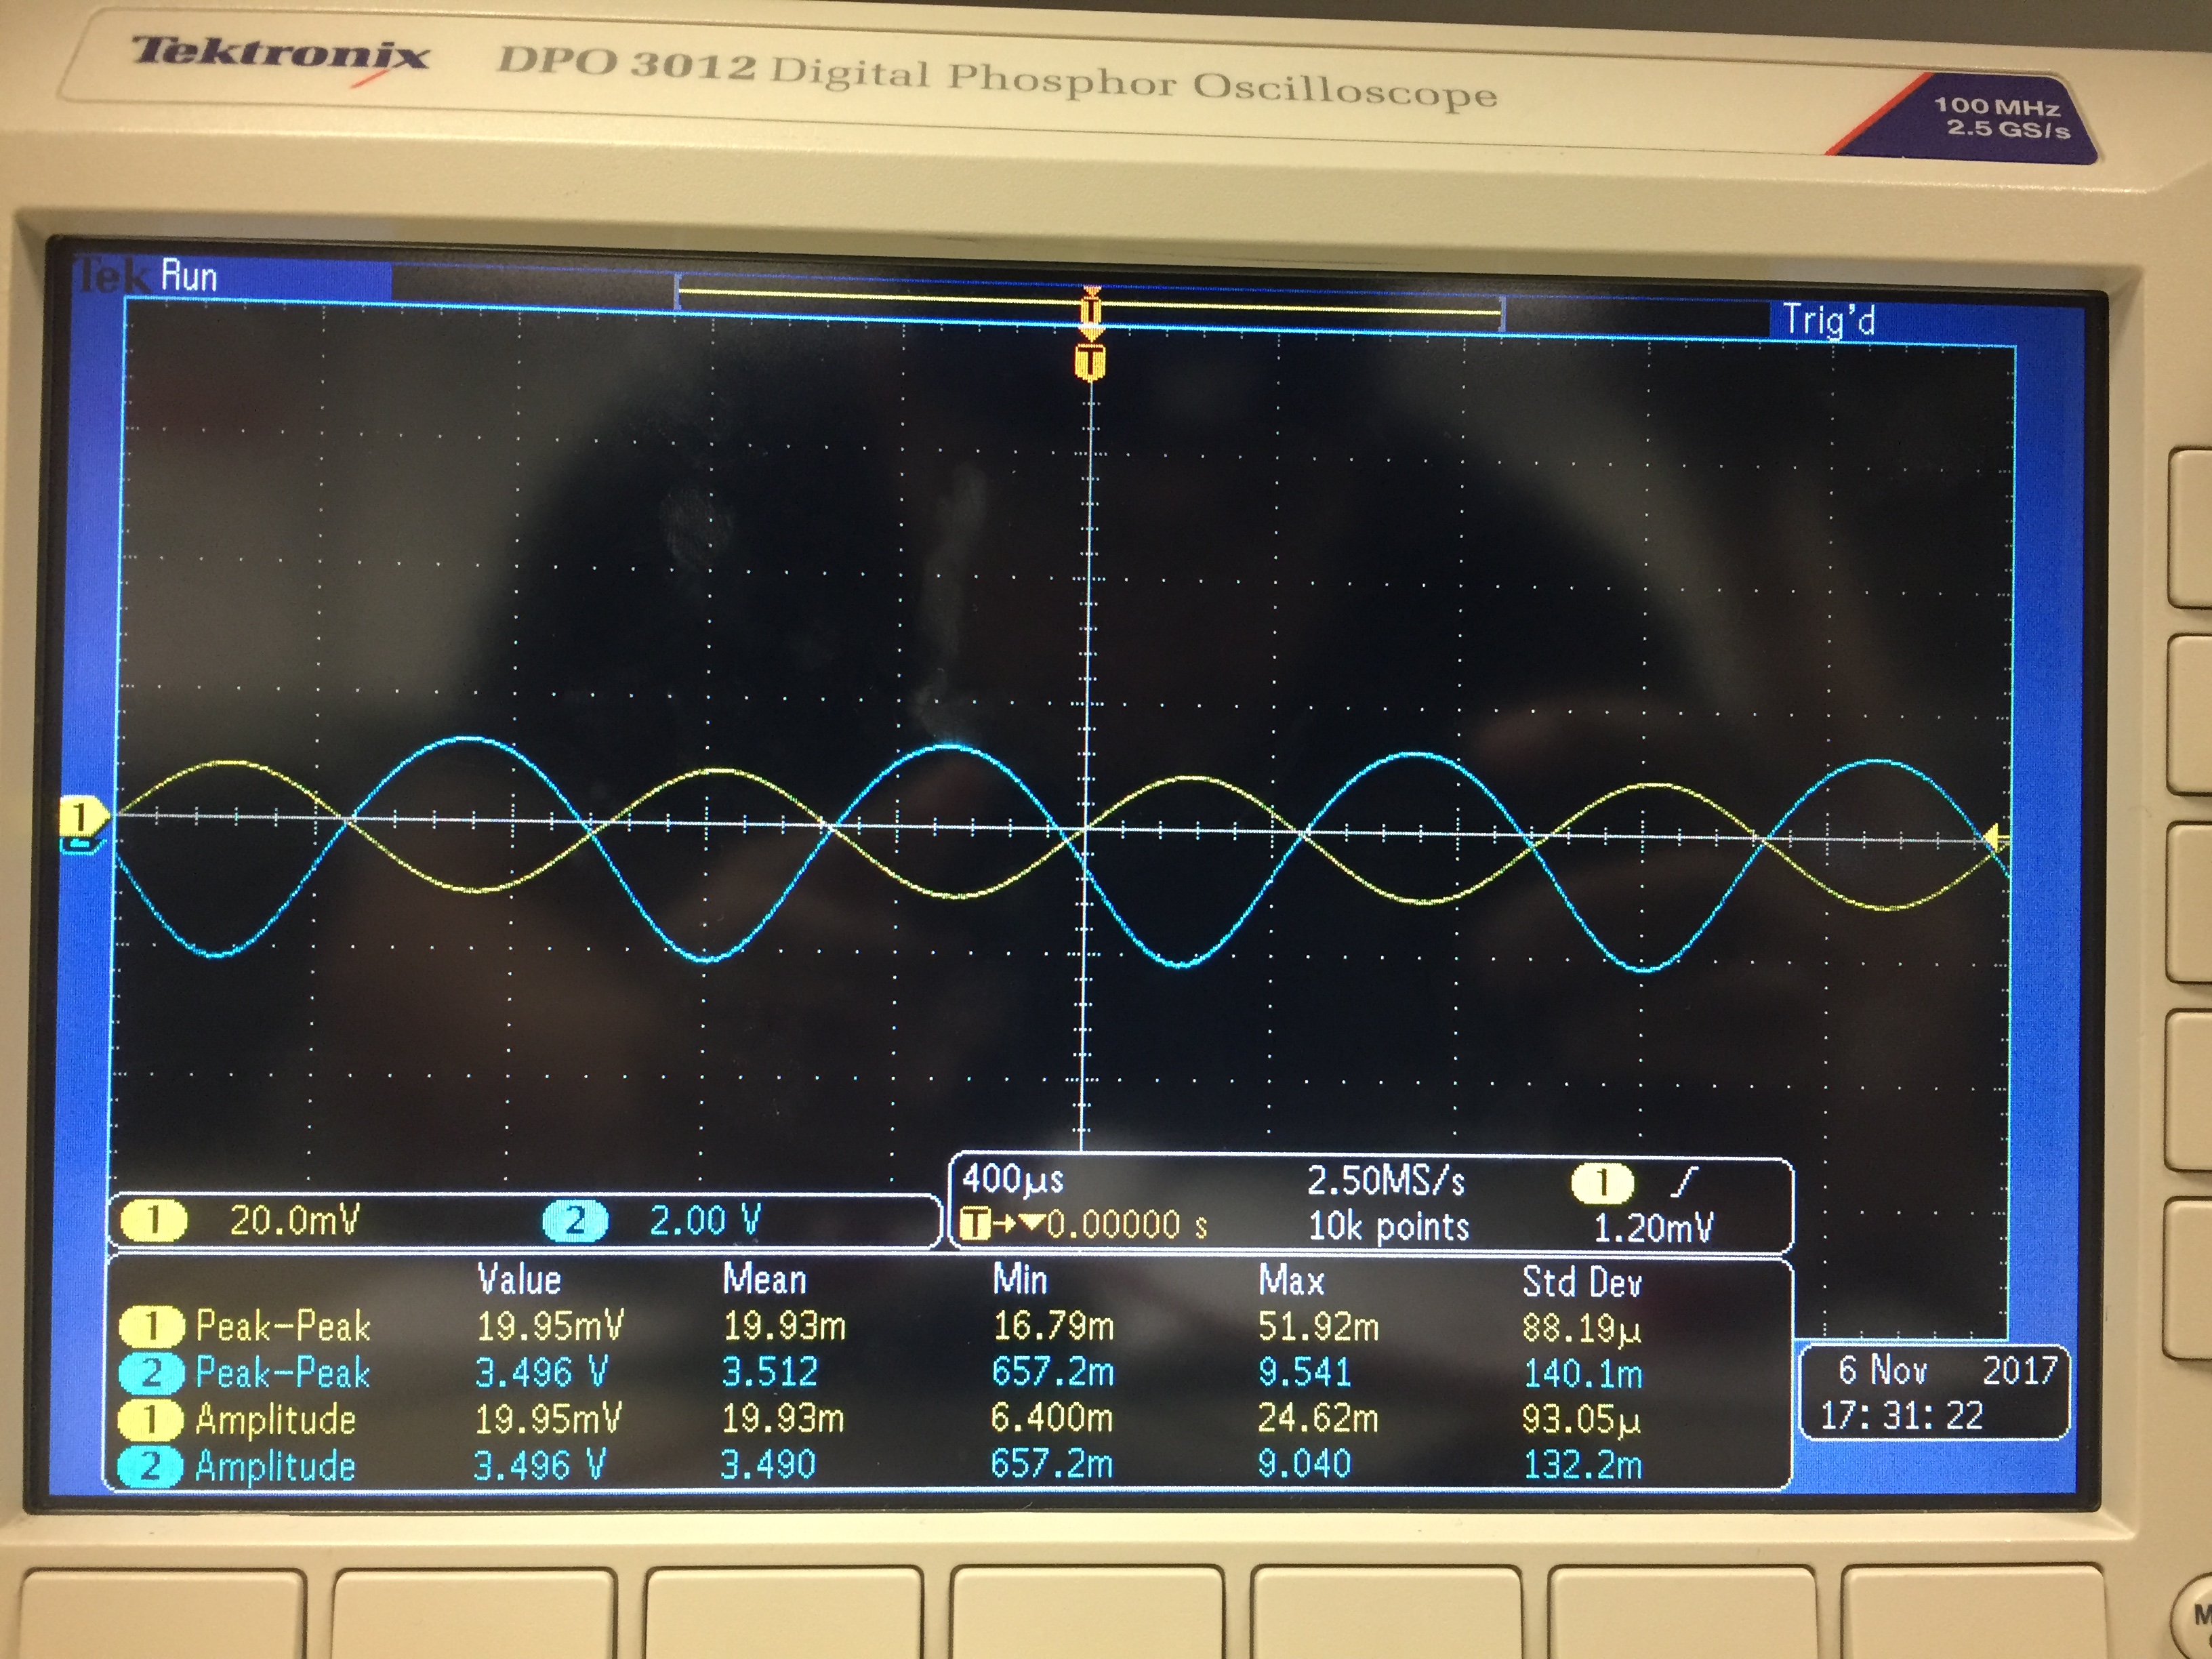 Tektronix DPO 3012 Digital Phosphor Oscilloscope
100 MHz
2.5 GS/s
Tek Run
Trig'd
T
T
1
2
1 20.0mV 2 2.00 V
400µs 2.50MS/s 1
T→▼0.00000 s 10k points 1.20mV
Value Mean Min Max Std Dev
1 Peak-Peak 19.95mV 19.93m 16.79m 51.92m 88.19µ
2 Peak-Peak 3.496 V 3.512 657.2m 9.541 140.1m
1 Amplitude 19.95mV 19.93m 6.400m 24.62m 93.05µ
2 Amplitude 3.496 V 3.490 657.2m 9.040 132.2m
6 Nov 2017
17:31:22